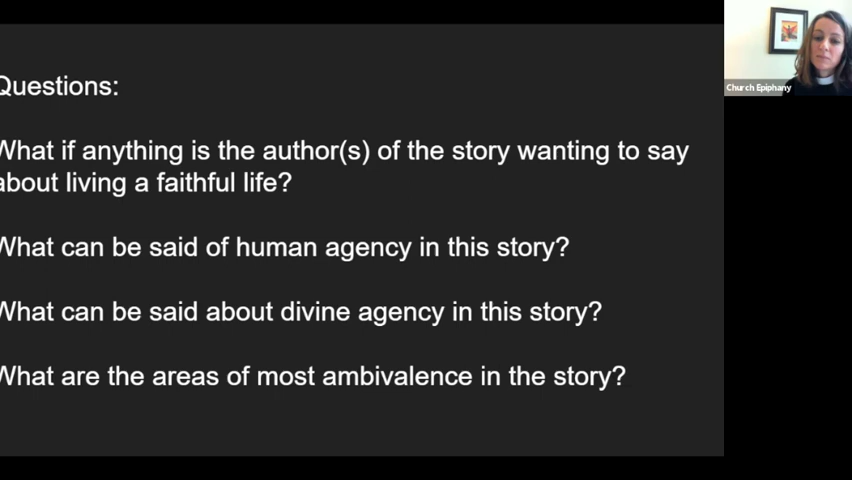 Questions:
What if anything is the author(s) of the story wanting to say
about living a faithful life?
What can be said of human agency in this story?
What can be said about divine agency in this story?
What are the areas of most ambivalence in the story?
Church Epiphany